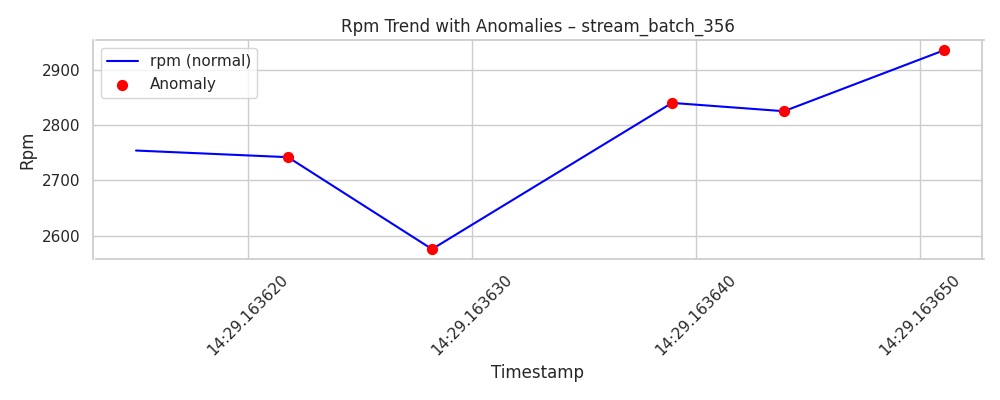 Rpm Trend with Anomalies – stream_batch_356
rpm (normal)
Anomaly
Rpm
2900
2800
2700
2600
14:29.163620
14:29.163630
14:29.163640
14:29.163650
Timestamp